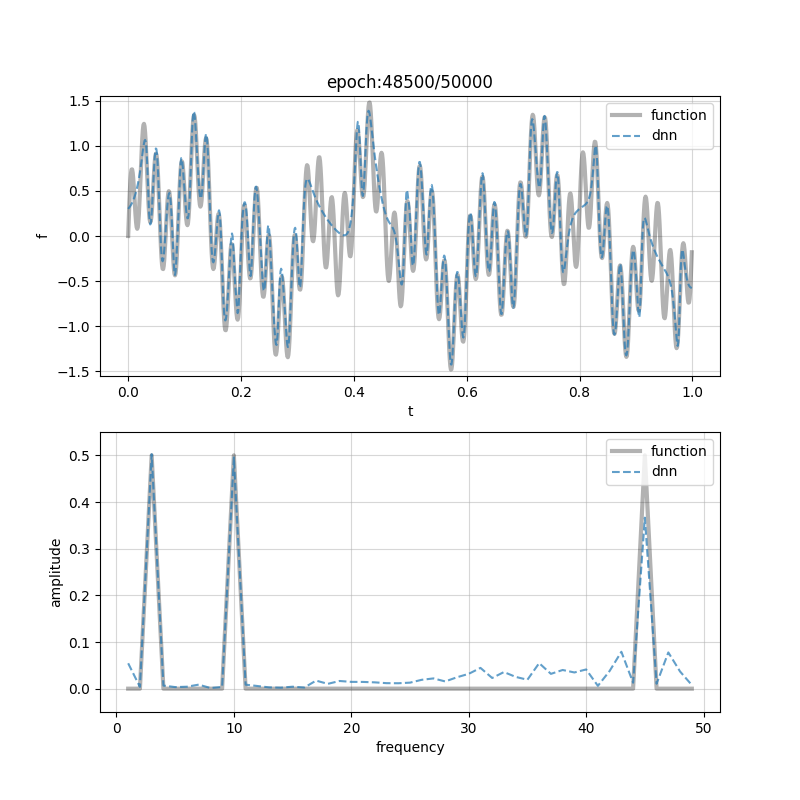 epoch:48500/50000
1.5
1.0
0.5
0.0
−0.5
−1.0
−1.5
f
function
dnn
0.0 0.2 0.4 0.6 0.8 1.0
t
0.5
0.4
0.3
0.2
0.1
0.0
amplitude
function
dnn
0 10 20 30 40 50
frequency